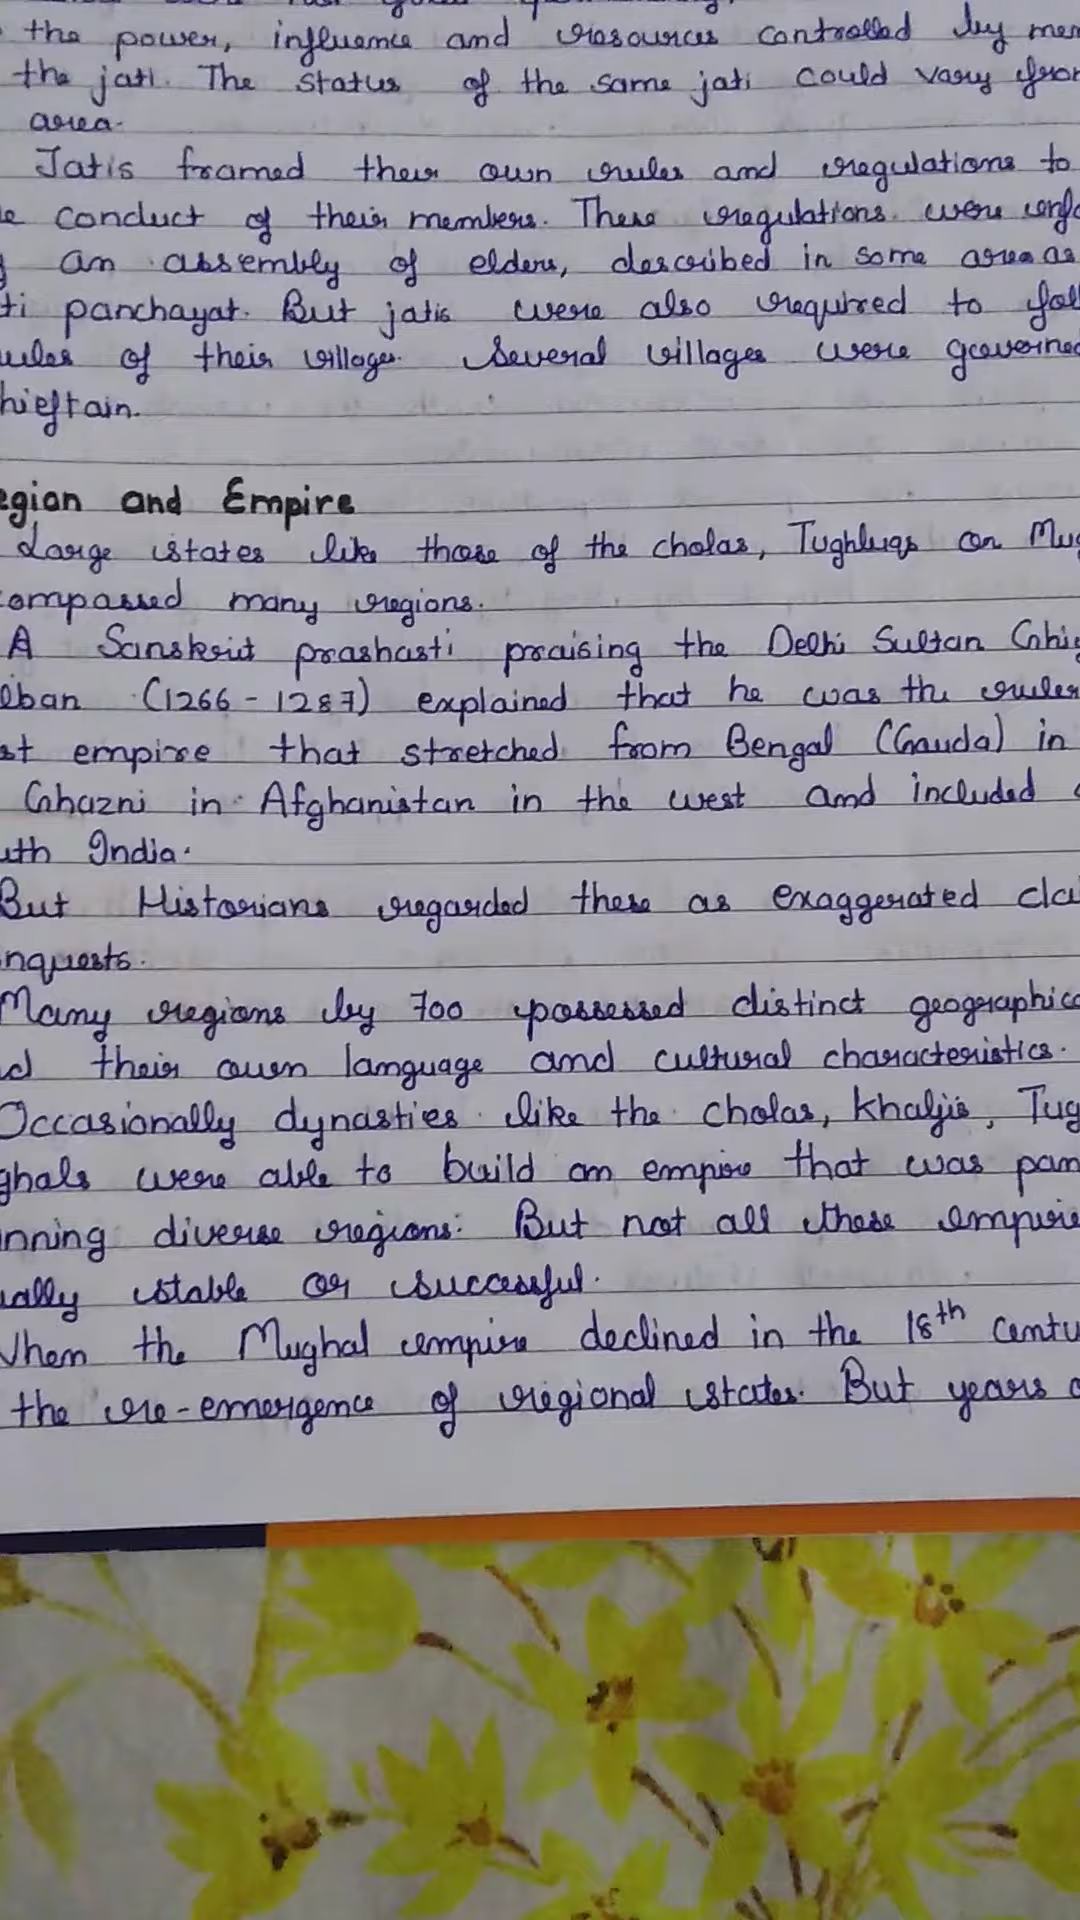 the power, influence and resources controlled by mem
the jati. The status of the same jati could vary from
area.
Jatis framed their own rules and regulations to
e conduct of their members. These regulations were enfo
an assembly of elders, described in some area as
ti panchayat. But jatis were also required to foll
ules of their villages. Several villages were governed
hieftain.
egion and Empire
Large states like those of the cholas, Tughluqs or Mug
compassed many regions.
A Sanskrit prashasti praising the Delhi Sultan Ghi
lban (1266-1287) explained that he was the ruler
st empire that stretched from Bengal (Gauda) in
Ghazni in Afghanistan in the west and included
uth India.
But Historians regarded these as exaggerated clai
nquests.
Many regions by 700 possessed distinct geographica
d their own language and cultural characteristics.
Occasionally dynasties like the cholas, Khaljis, Tug
ghals were able to build an empire that was pan
nning diverse regions. But not all these empire
ually stable or successful.
When the Mughal empire declined in the 18th centu
the re-emergence of regional states. But years o